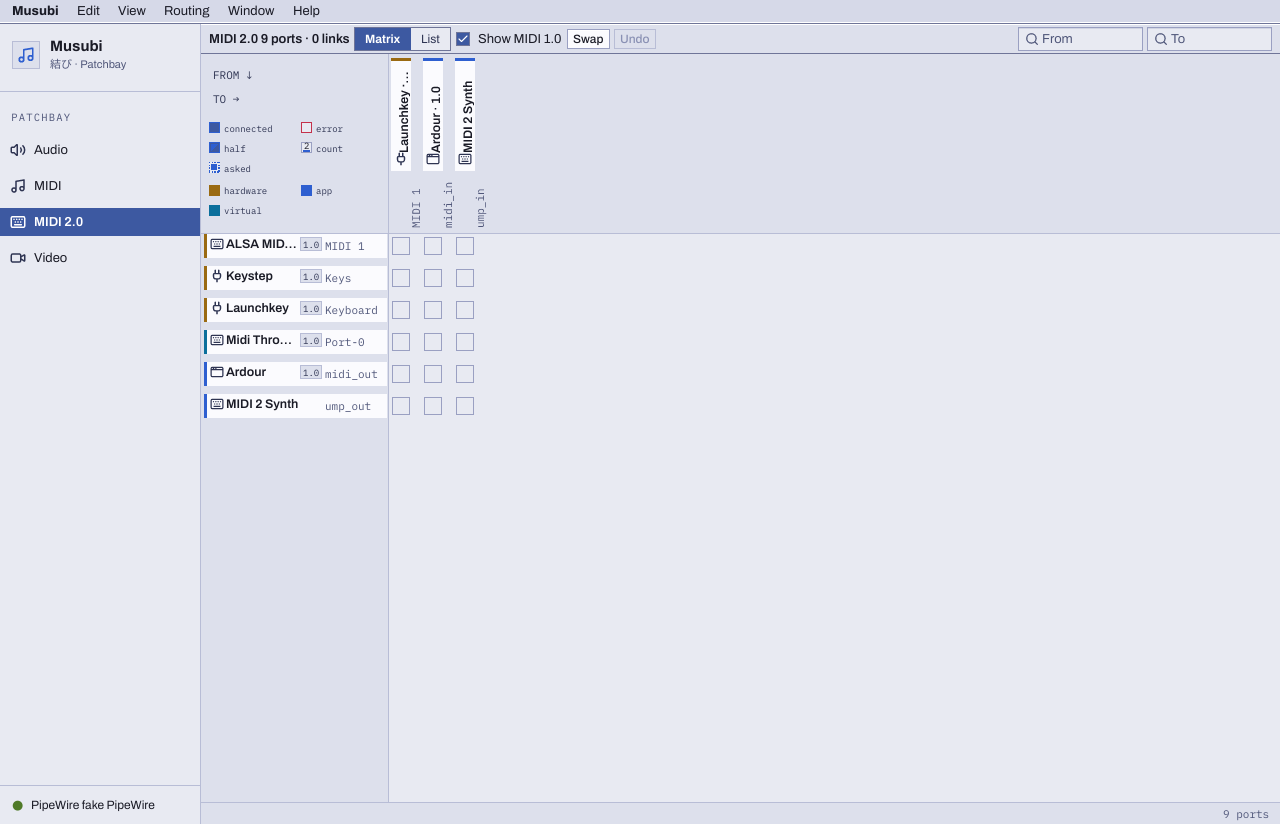 Musubi Edit View Routing Window Help
Musubi
結び · Patchbay
PATCHBAY
Audio
MIDI
MIDI 2.0
Video
PipeWire fake PipeWire
MIDI 2.0 9 ports · 0 links Matrix List Show MIDI 1.0 Swap Undo From To
FROM ↓
TO →
connected error
half 2 count
asked
hardware app
virtual
Launchkey ·…
Ardour · 1.0
MIDI 2 Synth
MIDI 1
midi_in
ump_in
ALSA MID… 1.0 MIDI 1
Keystep 1.0 Keys
Launchkey 1.0 Keyboard
Midi Thro… 1.0 Port-0
Ardour 1.0 midi_out
MIDI 2 Synth ump_out
9 ports